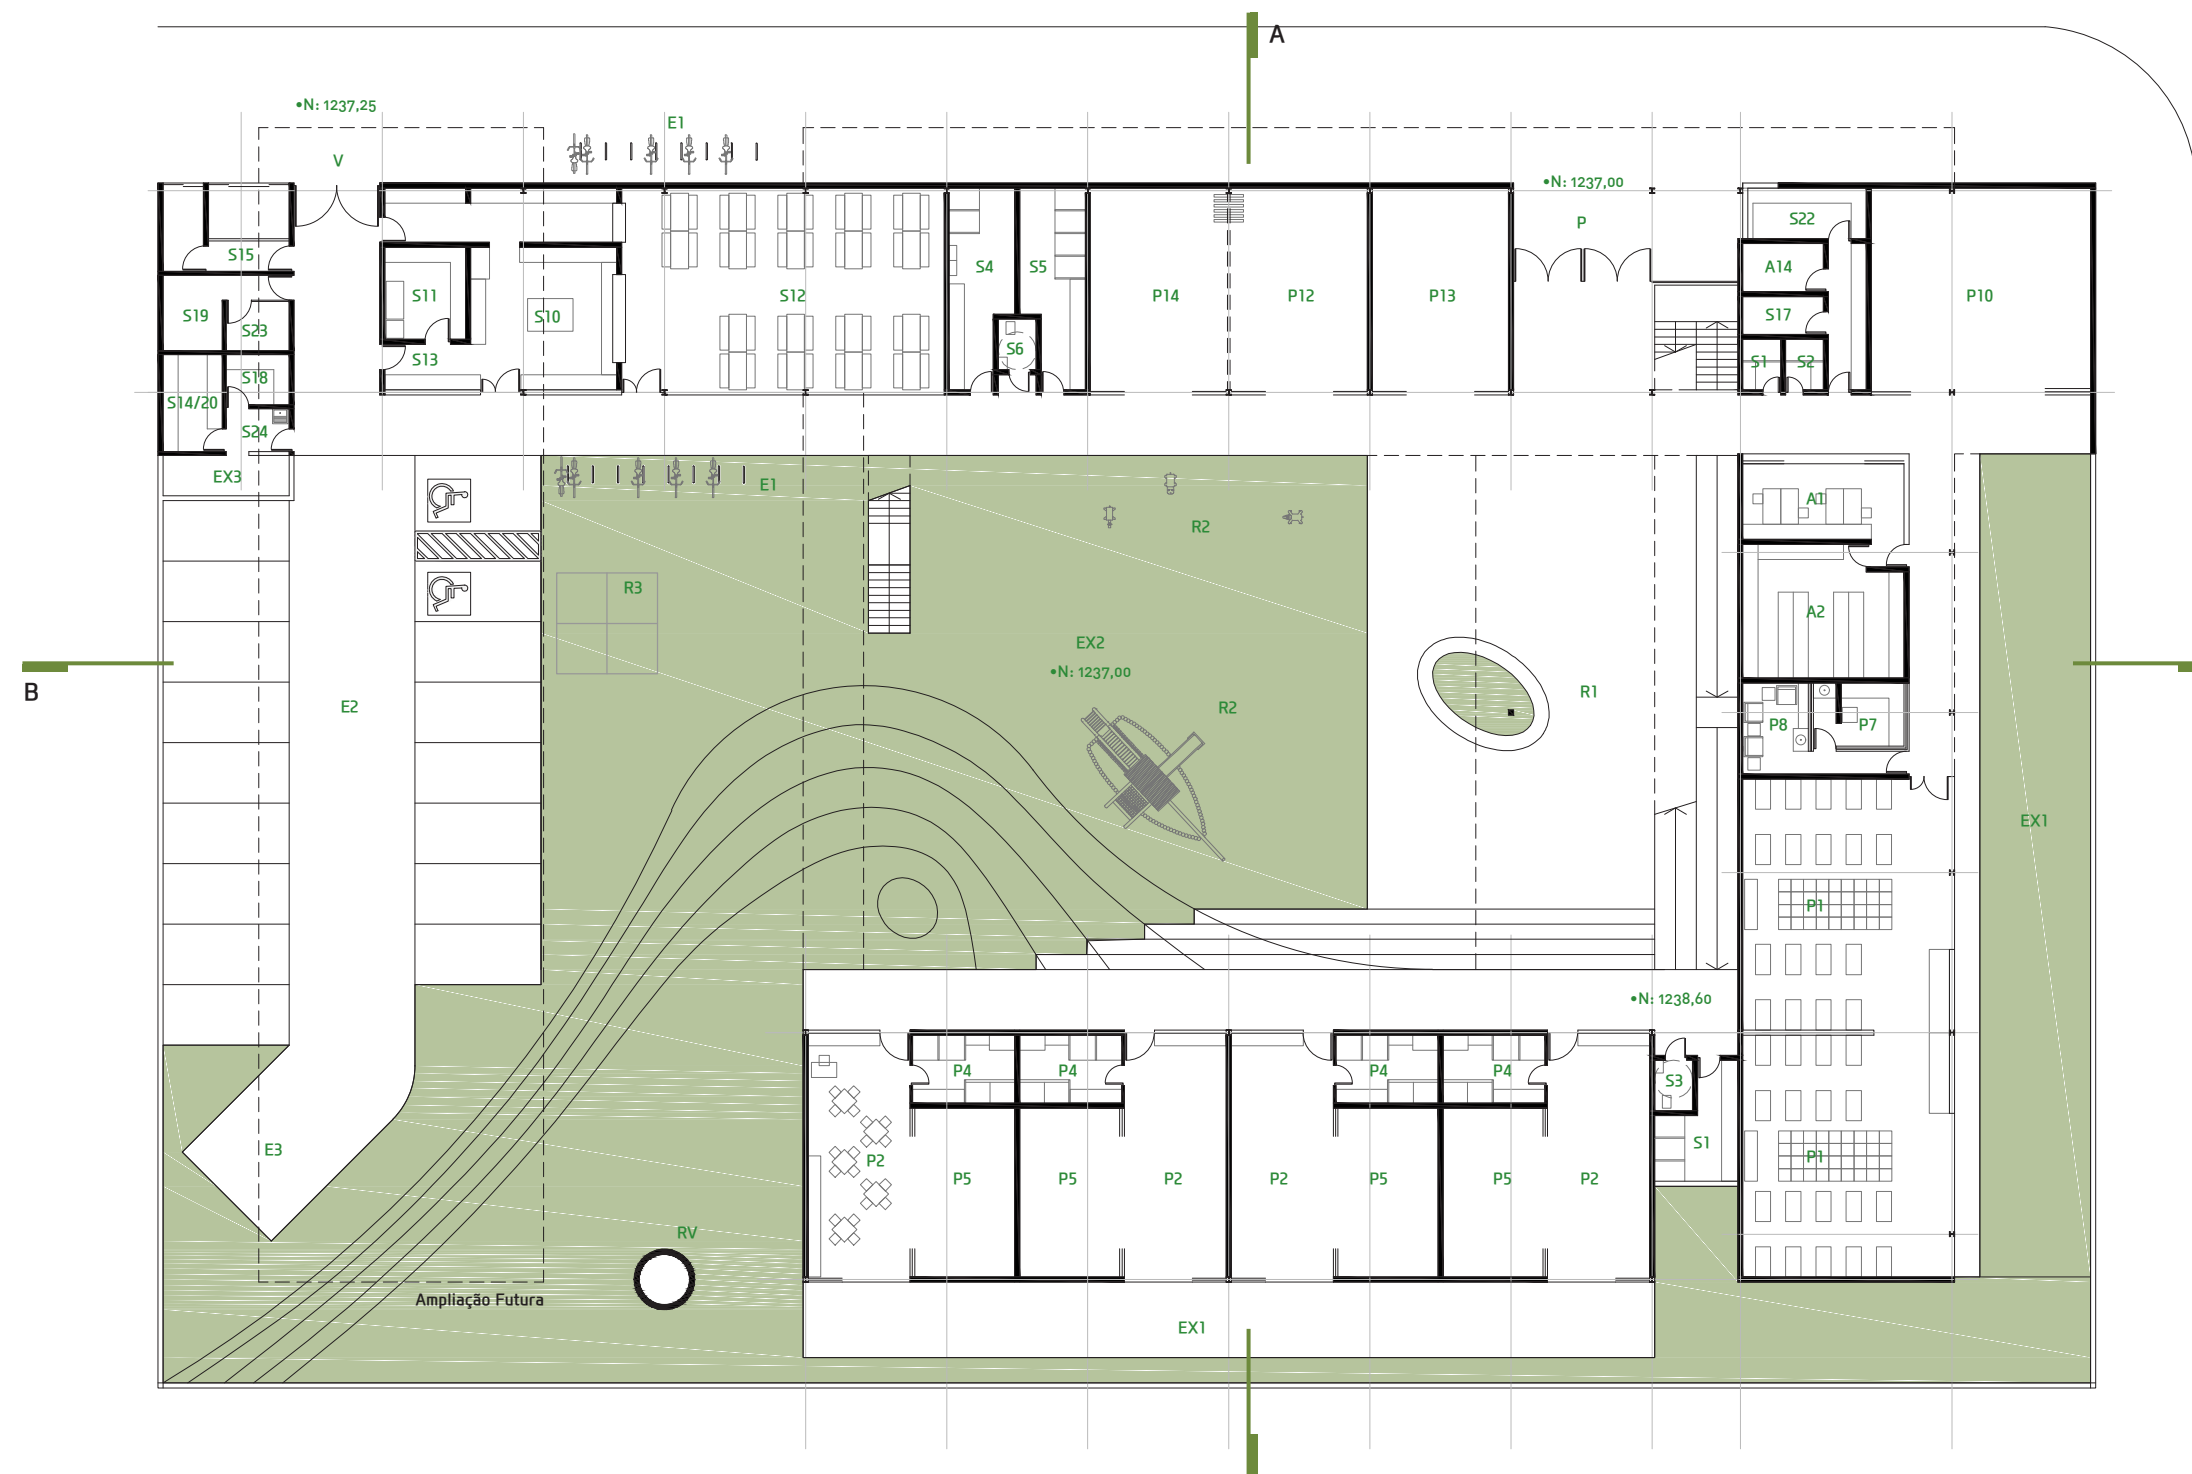 A
•N: 1237,25
E1
V
•N: 1237,00
P
S22
S15
S4
S5
A14
S11
S12
P14
P12
P13
P10
S19
S10
S17
S23
S6
S13
S1
S2
S18
S14/20
S24
EX3
E1
A1
R2
R3
A2
EX2
•N: 1237,00
B
E2
R2
R1
P8
P7
EX1
P1
•N: 1238,60
P4
P4
P4
P4
S3
E3
P2
S1
P1
P5
P5
P2
P2
P5
P5
P2
RV
Ampliação Futura
EX1